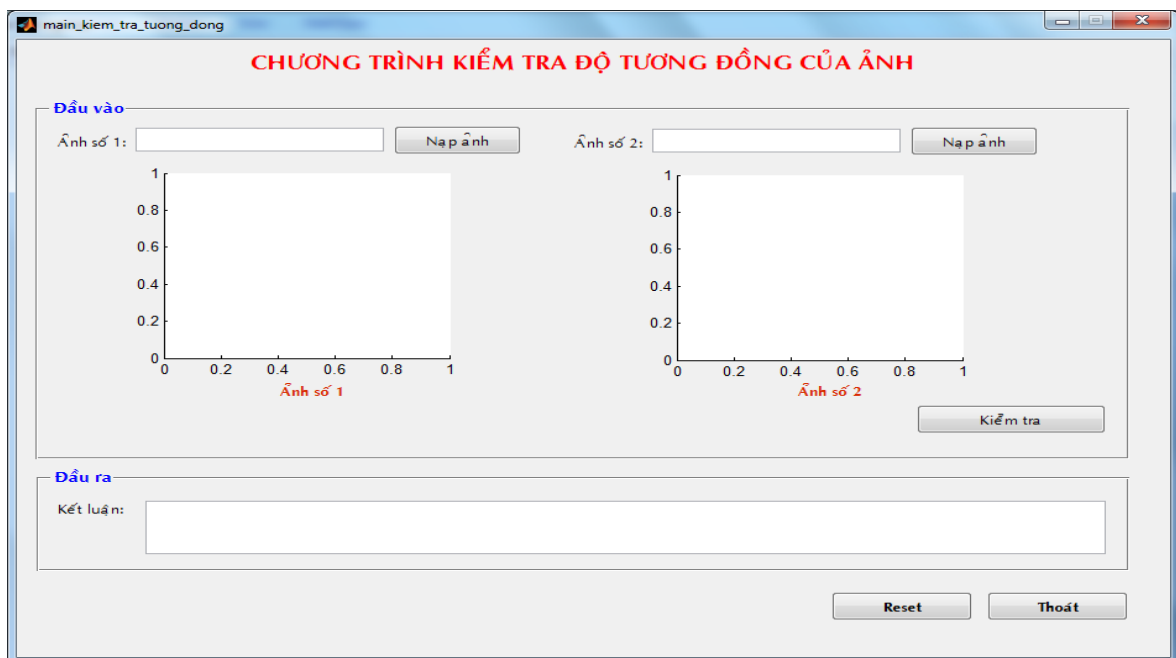 main_kiem_tra_tuong_dong
CHƯƠNG TRÌNH KIỂM TRA ĐỘ TƯƠNG ĐỒNG CỦA ẢNH
Đầu vào
Ảnh số 1:
Nạp ảnh
Ảnh số 2:
Nạp ảnh
1
0.8
0.6
0.4
0.2
0
0 0.2 0.4 0.6 0.8 1
Ảnh số 1
1
0.8
0.6
0.4
0.2
0
0 0.2 0.4 0.6 0.8 1
Ảnh số 2
Kiểm tra
Đầu ra
Kết luận:
Reset
Thoát